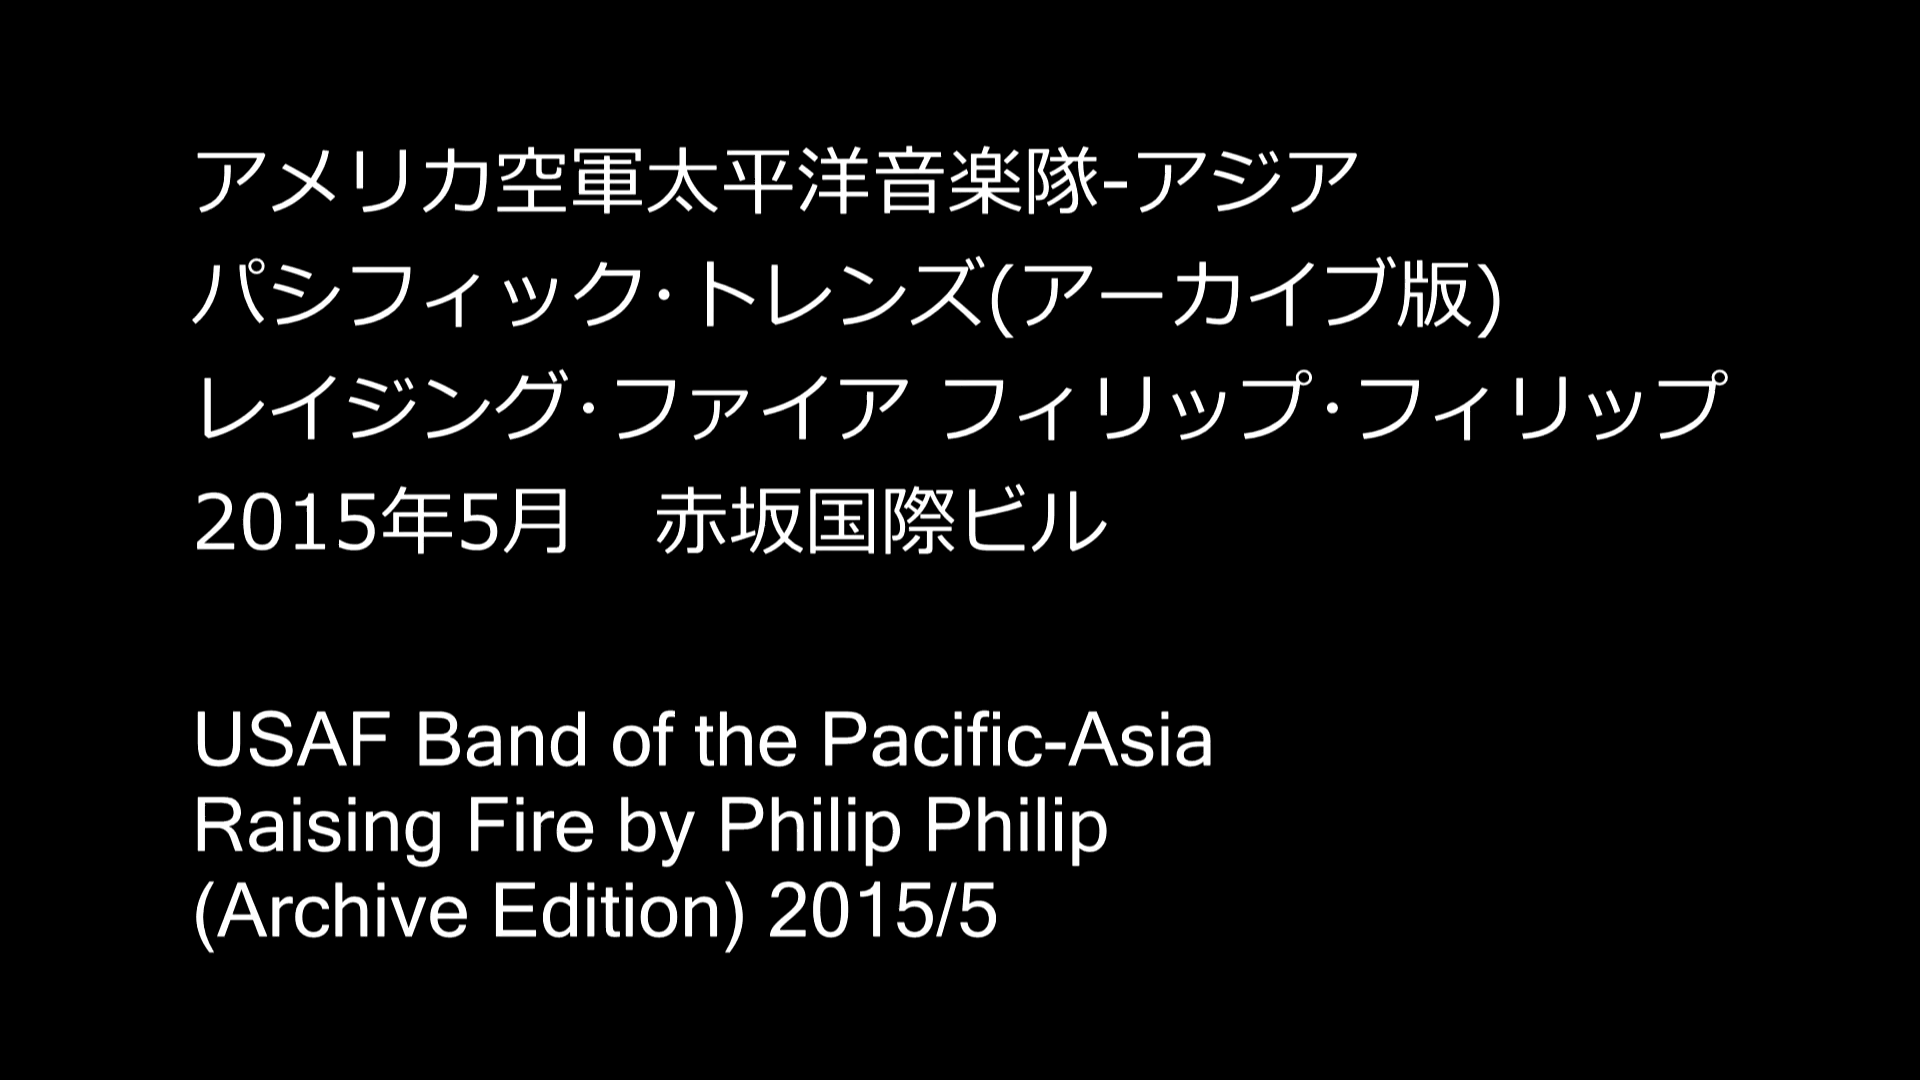 アメリカ空軍太平洋音楽隊-アジア
パシフィック･トレンズ(アーカイブ版)
レイジング･ファイア フィリップ･フィリップ
2015年5月　赤坂国際ビル
USAF Band of the Pacific-Asia
Raising Fire by Philip Philip
(Archive Edition) 2015/5